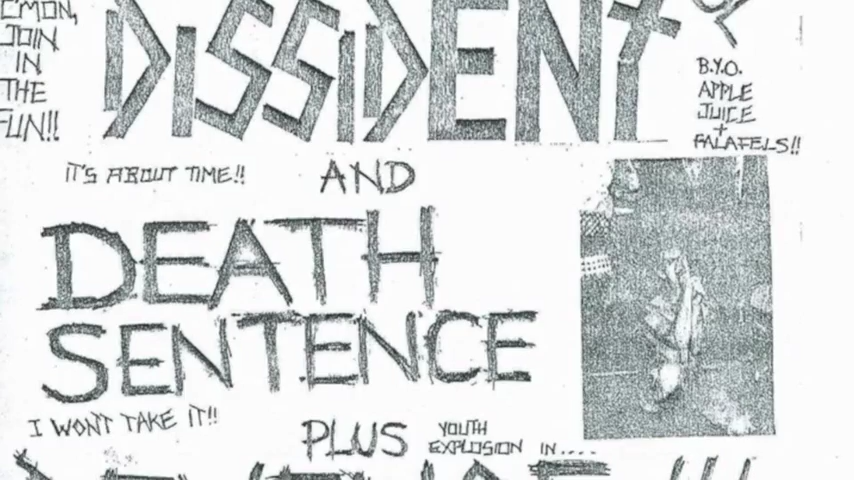 C'MON,
JOIN
IN
THE
FUN!!
DISSIDENT
B.Y.O.
APPLE
JUICE
+
FALAFELS!!
IT'S ABOUT TIME!!
AND
DEATH
SENTENCE
I WON'T TAKE IT!!
PLUS
YOUTH
EXPLOSION IN....